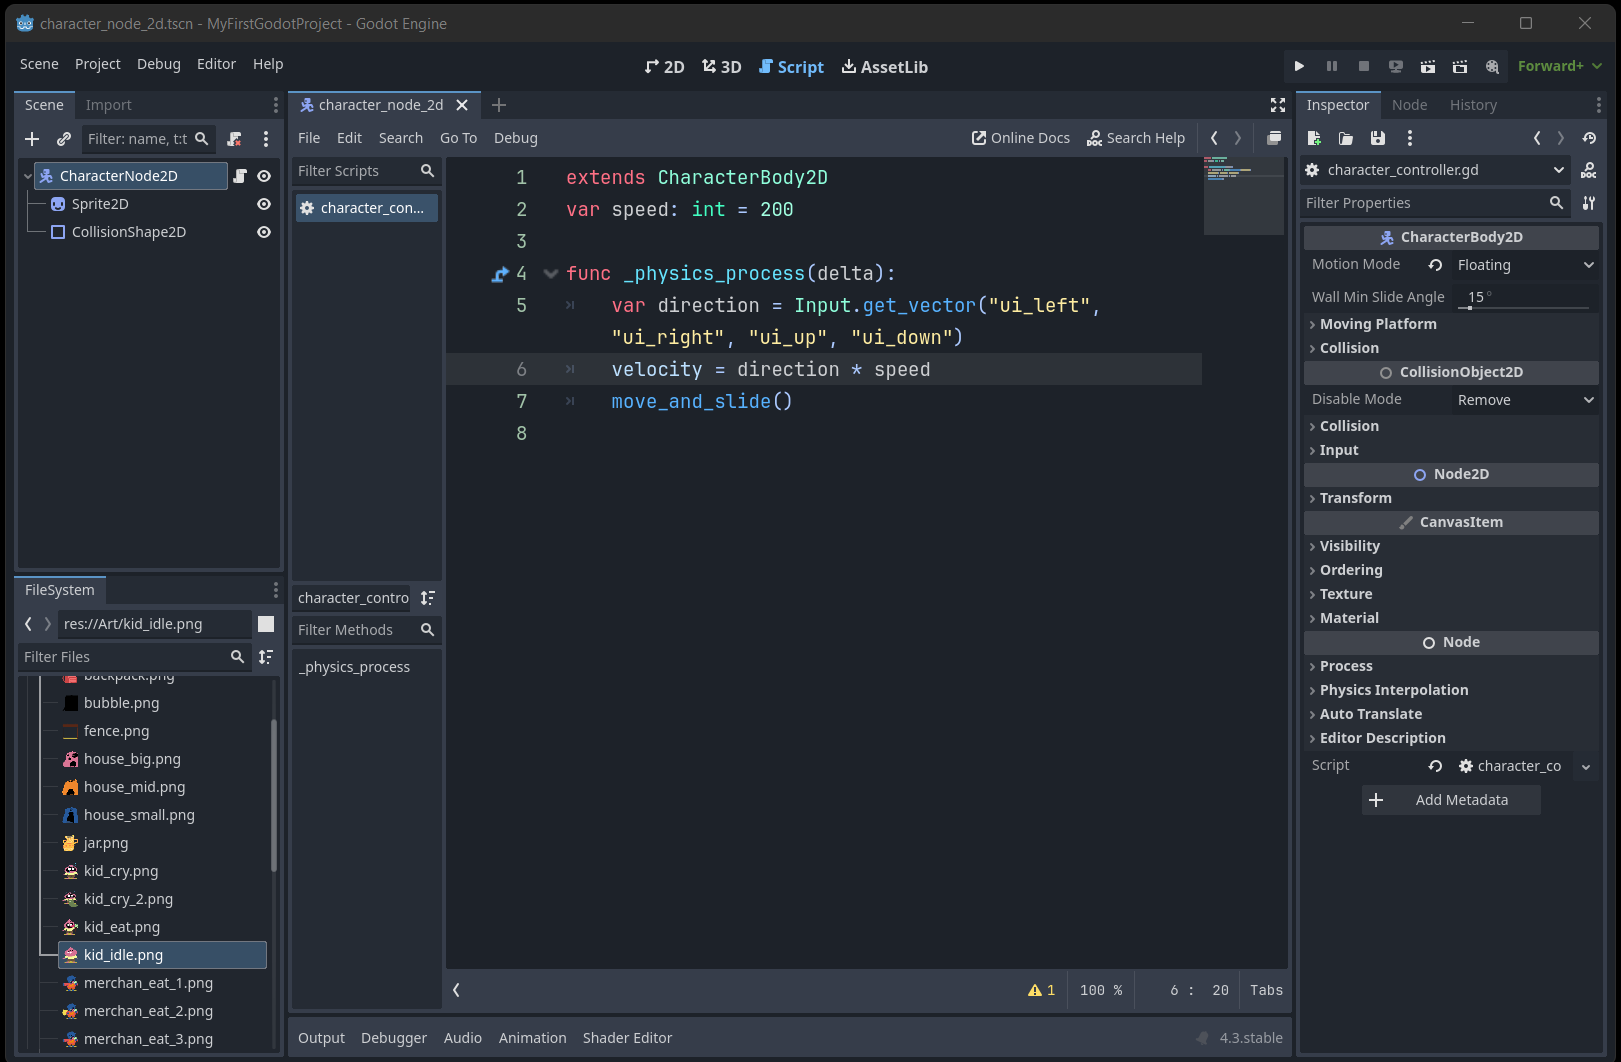 character_node_2d.tscn - MyFirstGodotProject - Godot Engine
Scene Project Debug Editor Help
2D 3D Script AssetLib
Forward+
Scene Import
Filter: name, t:t
CharacterNode2D
Sprite2D
CollisionShape2D
FileSystem
res://Art/kid_idle.png
Filter Files
backpack.png
bubble.png
fence.png
house_big.png
house_mid.png
house_small.png
jar.png
kid_cry.png
kid_cry_2.png
kid_eat.png
kid_idle.png
merchan_eat_1.png
merchan_eat_2.png
merchan_eat_3.png
character_node_2d
File Edit Search Go To Debug
Online Docs
Search Help
Filter Scripts
character_con...
character_contro
Filter Methods
_physics_process
1 extends CharacterBody2D
2 var speed: int = 200
3
4 func _physics_process(delta):
5 var direction = Input.get_vector("ui_left",
"ui_right", "ui_up", "ui_down")
6 velocity = direction * speed
7 move_and_slide()
8
1 100 % 6 : 20 Tabs
Output Debugger Audio Animation Shader Editor
4.3.stable
Inspector Node History
character_controller.gd
DOC
Filter Properties
CharacterBody2D
Motion Mode Floating
Wall Min Slide Angle 15 °
Moving Platform
Collision
CollisionObject2D
Disable Mode Remove
Collision
Input
Node2D
Transform
CanvasItem
Visibility
Ordering
Texture
Material
Node
Process
Physics Interpolation
Auto Translate
Editor Description
Script character_co
Add Metadata